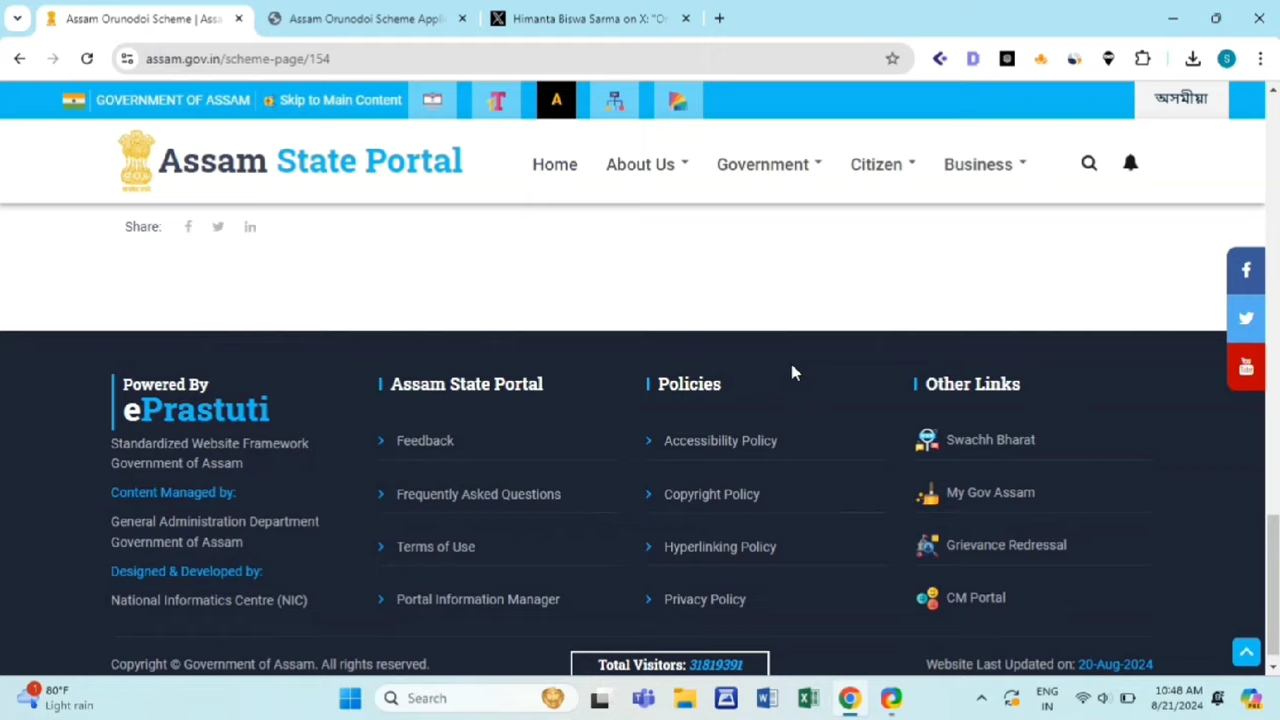 Assam Orunodoi Scheme | Assa
Assam Orunodoi Scheme Appli
Himanta Biswa Sarma on X: "Or
assam.gov.in/scheme-page/154
D
S
GOVERNMENT OF ASSAM
Skip to Main Content
T
A
অসমীয়া
Assam State Portal
Home
About Us
Government
Citizen
Business
Share:
Powered By
ePrastuti
Standardized Website Framework
Government of Assam
Content Managed by:
General Administration Department
Government of Assam
Designed & Developed by:
National Informatics Centre (NIC)
Assam State Portal
Feedback
Frequently Asked Questions
Terms of Use
Portal Information Manager
Policies
Accessibility Policy
Copyright Policy
Hyperlinking Policy
Privacy Policy
Other Links
Swachh Bharat
My Gov Assam
Grievance Redressal
CM Portal
Copyright © Government of Assam. All rights reserved.
Total Visitors: 31819391
Website Last Updated on: 20-Aug-2024
1
80°F
Light rain
Search
ENG
IN
10:48 AM
8/21/2024